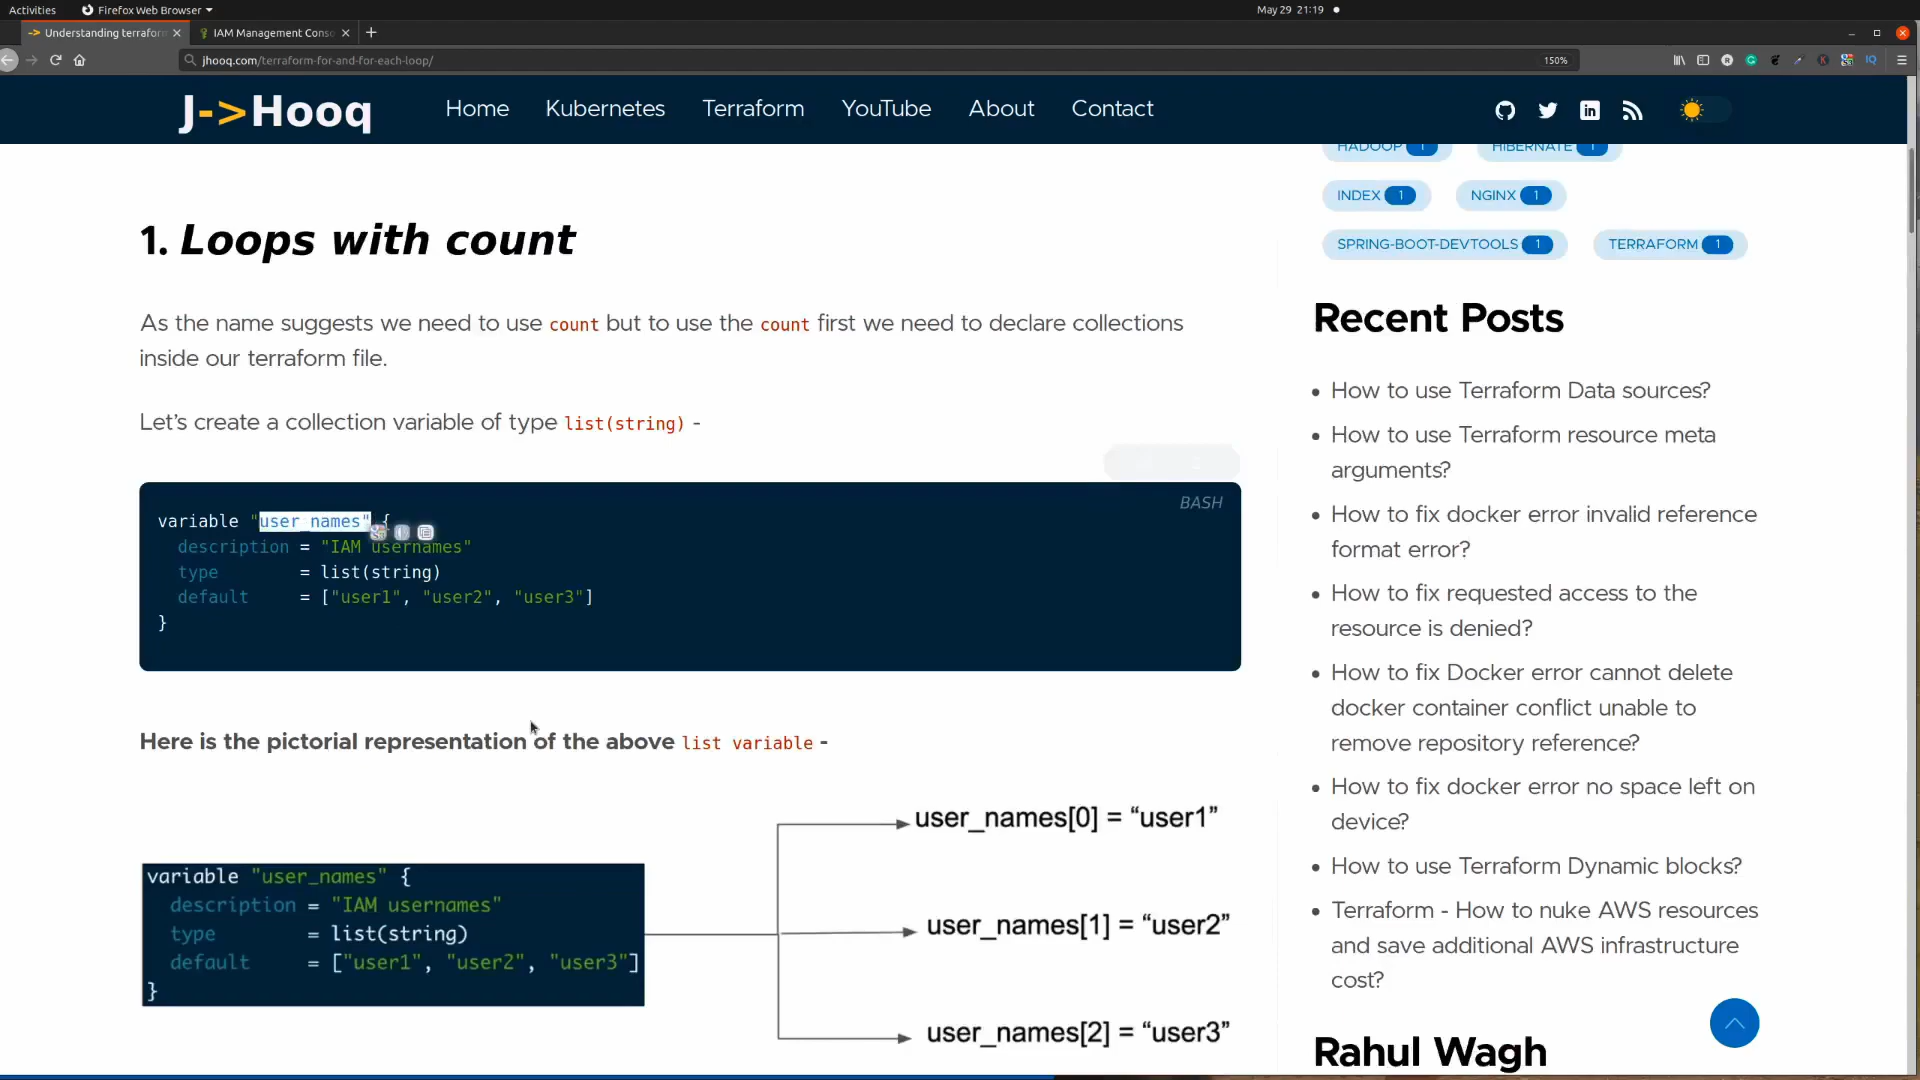 Activities
Firefox Web Browser
May 29 21:19
Understanding terraform
IAM Management Conso
jhooq.com/terraform-for-and-for-each-loop/
150%
J->Hooq
Home
Kubernetes
Terraform
YouTube
About
Contact
1. Loops with count
As the name suggests we need to use count but to use the count first we need to declare collections
inside our terraform file.
Let's create a collection variable of type list(string) -
BASH
variable "user_names" {
description = "IAM usernames"
type = list(string)
default = ["user1", "user2", "user3"]
}
Here is the pictorial representation of the above list variable -
variable "user_names" {
description = "IAM usernames"
type = list(string)
default = ["user1", "user2", "user3"]
}
user_names[0] = “user1”
user_names[1] = “user2”
user_names[2] = “user3”
HADOOP 1
HIBERNATE 1
INDEX 1
NGINX 1
SPRING-BOOT-DEVTOOLS 1
TERRAFORM 1
Recent Posts
How to use Terraform Data sources?
How to use Terraform resource meta
arguments?
How to fix docker error invalid reference
format error?
How to fix requested access to the
resource is denied?
How to fix Docker error cannot delete
docker container conflict unable to
remove repository reference?
How to fix docker error no space left on
device?
How to use Terraform Dynamic blocks?
Terraform - How to nuke AWS resources
and save additional AWS infrastructure
cost?
Rahul Wagh